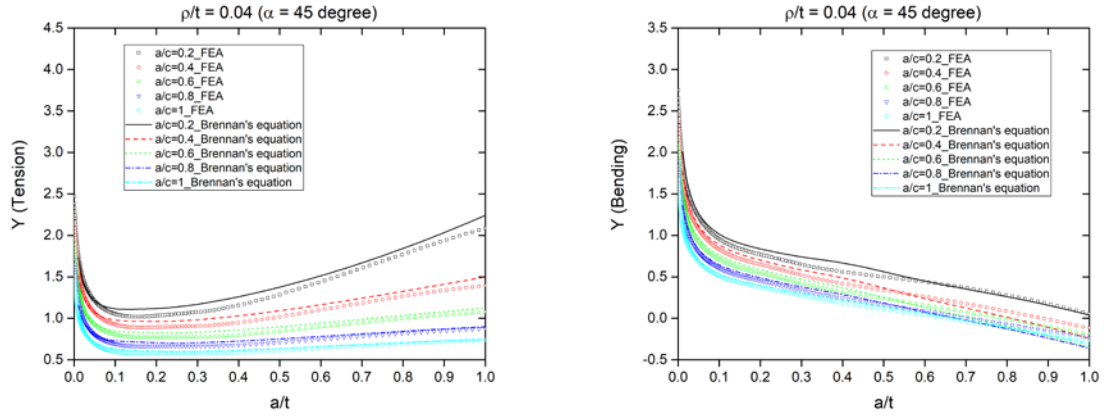 ρ/t = 0.04 (α = 45 degree)
Y (Tension)
4.0
3.5
3.0
2.5
2.0
1.5
1.0
0.5
a/c=0.2_FEA
a/c=0.4_FEA
a/c=0.6_FEA
a/c=0.8_FEA
a/c=1_FEA
a/c=0.2_Brennan's equation
a/c=0.4_Brennan's equation
a/c=0.6_Brennan's equation
a/c=0.8_Brennan's equation
a/c=1_Brennan's equation
0.0 0.1 0.2 0.3 0.4 0.5 0.6 0.7 0.8 0.9 1.0
a/t
ρ/t = 0.04 (α = 45 degree)
Y (Bending)
3.5
3.0
2.5
2.0
1.5
1.0
0.5
0.0
-0.5
a/c=0.2_FEA
a/c=0.4_FEA
a/c=0.6_FEA
a/c=0.8_FEA
a/c=1_FEA
a/c=0.2_Brennan's equation
a/c=0.4_Brennan's equation
a/c=0.6_Brennan's equation
a/c=0.8_Brennan's equation
a/c=1_Brennan's equation
0.0 0.1 0.2 0.3 0.4 0.5 0.6 0.7 0.8 0.9 1.0
a/t